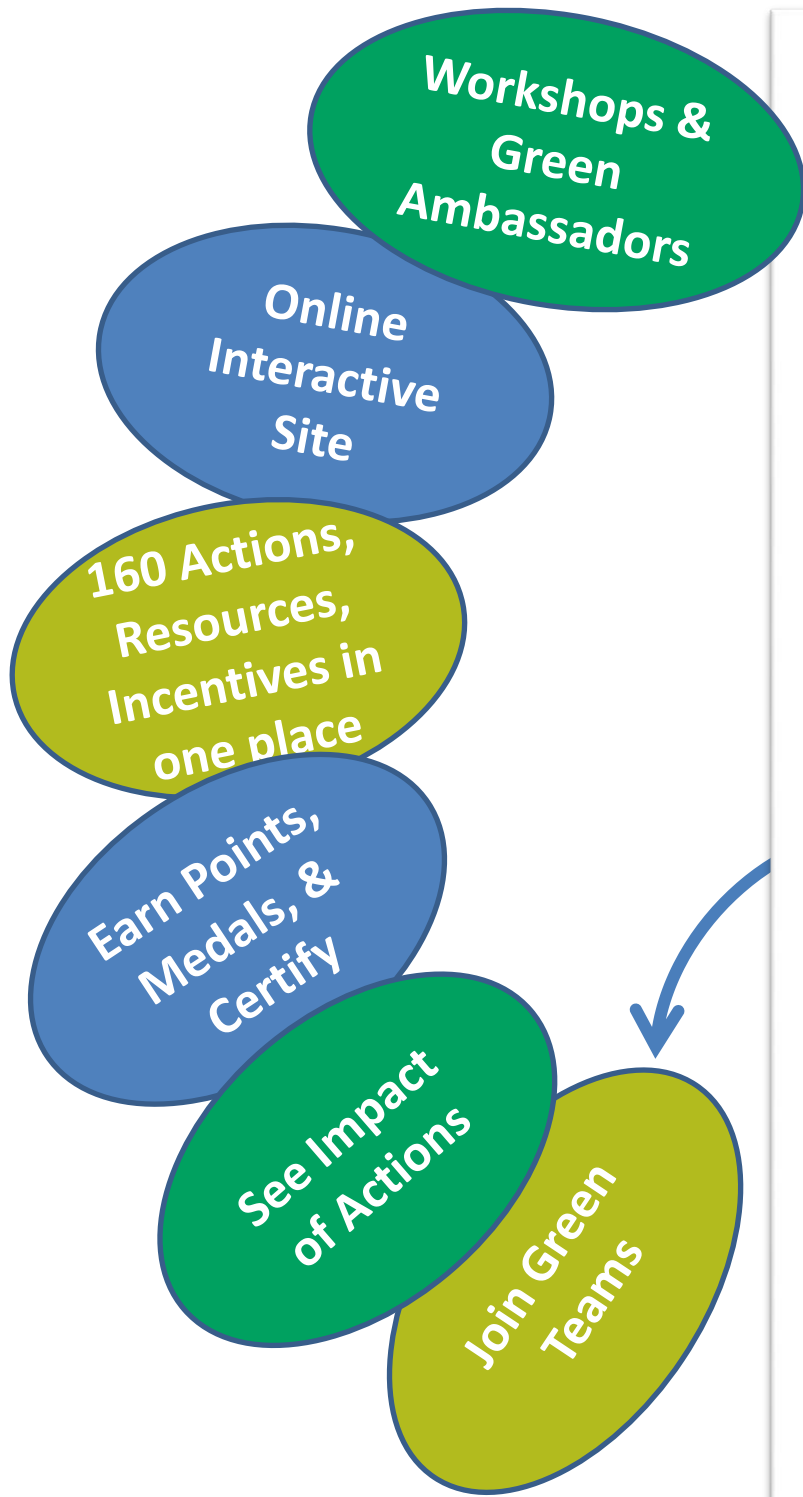 Workshops &
Green
Ambassadors
Online
Interactive
Site
160 Actions,
Resources,
Incentives in
one place
Earn Points,
Medals, &
Certify
See Impact
of Actions
Join Green
Teams